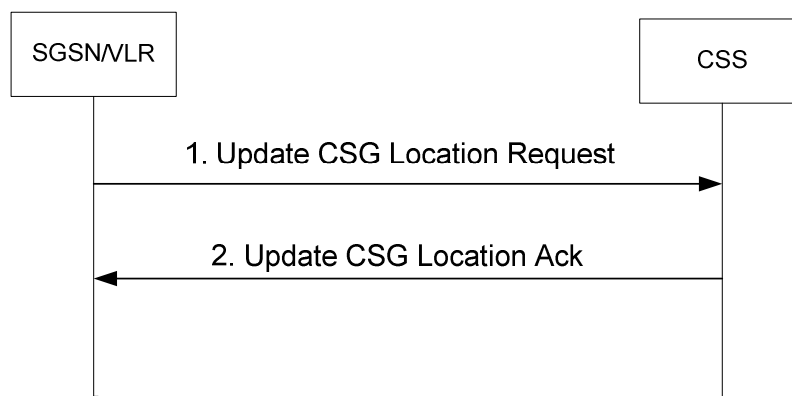 SGSN/VLR
CSS
1. Update CSG Location Request
2. Update CSG Location Ack